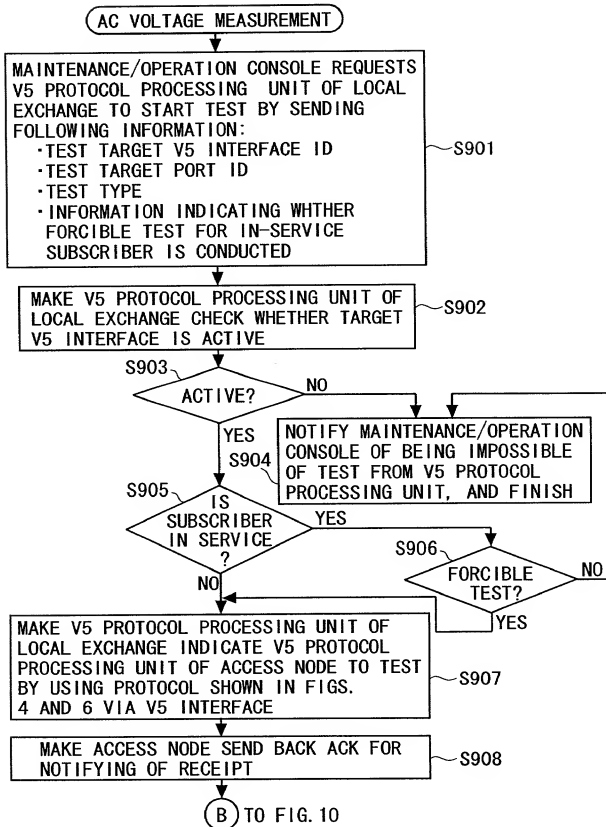 AC VOLTAGE MEASUREMENT
MAINTENANCE/OPERATION CONSOLE REQUESTS
V5 PROTOCOL PROCESSING UNIT OF LOCAL
EXCHANGE TO START TEST BY SENDING
FOLLOWING INFORMATION:
・TEST TARGET V5 INTERFACE ID
・TEST TARGET PORT ID
・TEST TYPE
・INFORMATION INDICATING WHTHER
FORCIBLE TEST FOR IN-SERVICE
SUBSCRIBER IS CONDUCTED
S901
MAKE V5 PROTOCOL PROCESSING UNIT OF
LOCAL EXCHANGE CHECK WHETHER TARGET
V5 INTERFACE IS ACTIVE
S902
S903
ACTIVE?
NO
YES
NOTIFY MAINTENANCE/OPERATION
CONSOLE OF BEING IMPOSSIBLE
OF TEST FROM V5 PROTOCOL
PROCESSING UNIT, AND FINISH
S904
S905
IS
SUBSCRIBER
IN SERVICE
?
YES
NO
S906
FORCIBLE
TEST?
NO
YES
MAKE V5 PROTOCOL PROCESSING UNIT OF
LOCAL EXCHANGE INDICATE V5 PROTOCOL
PROCESSING UNIT OF ACCESS NODE TO TEST
BY USING PROTOCOL SHOWN IN FIGS.
4 AND 6 VIA V5 INTERFACE
S907
MAKE ACCESS NODE SEND BACK ACK FOR
NOTIFYING OF RECEIPT
S908
B TO FIG. 10